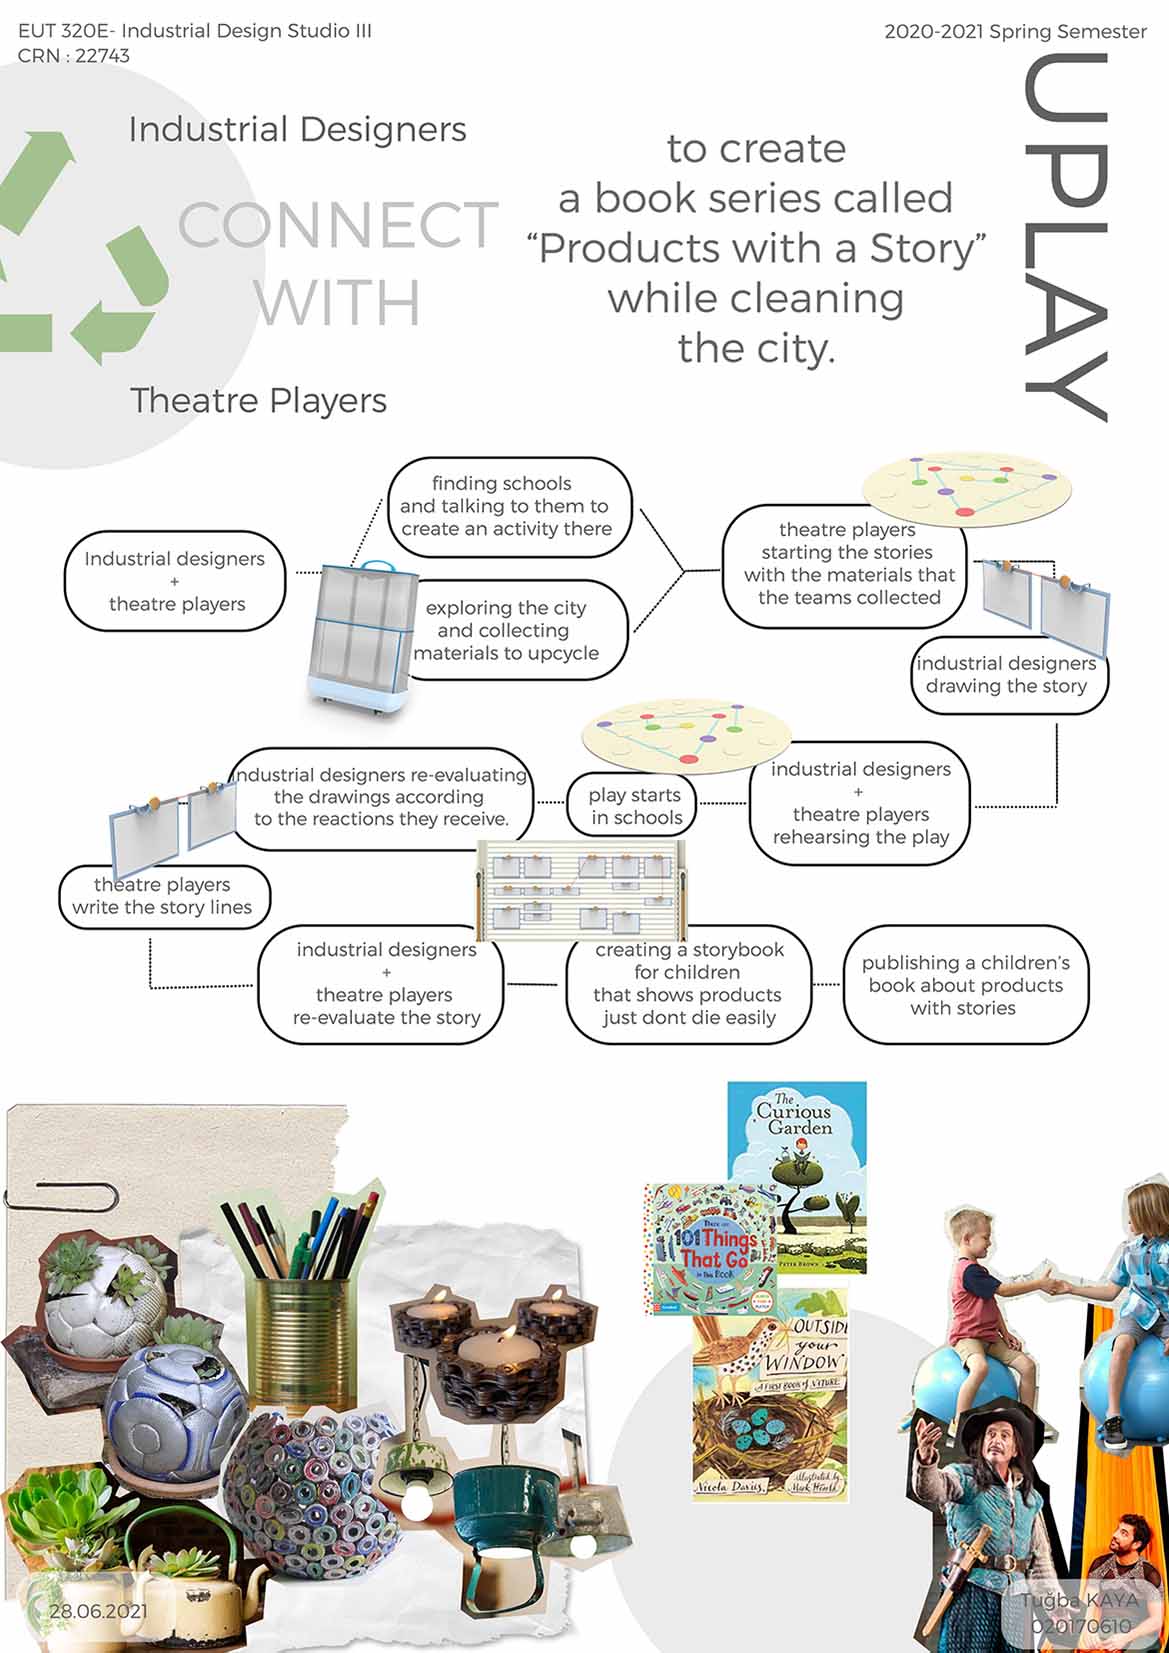 EUT 320E- Industrial Design Studio III
CRN : 22743
2020-2021 Spring Semester
UPLAY
Industrial Designers
CONNECT
WITH
Theatre Players
to create
a book series called
“Products with a Story”
while cleaning
the city.
Industrial designers
+
theatre players
finding schools
and talking to them to
create an activity there
exploring the city
and collecting
materials to upcycle
theatre players
starting the stories
with the materials that
the teams collected
industrial designers
drawing the story
industrial designers
+
theatre players
rehearsing the play
play starts
in schools
industrial designers re-evaluating
the drawings according
to the reactions they receive.
theatre players
write the story lines
industrial designers
+
theatre players
re-evaluate the story
creating a storybook
for children
that shows products
just dont die easily
publishing a children's
book about products
with stories
The
Curious
Garden
PETER BROWN
There are
101 Things
That Go
in this Book
OUTSIDE
your
WINDOW
A FIRST BOOK of NATURE
Nicola Davies
illustrated by
Mark Hearld
28.06.2021
Tuğba KAYA
020170610